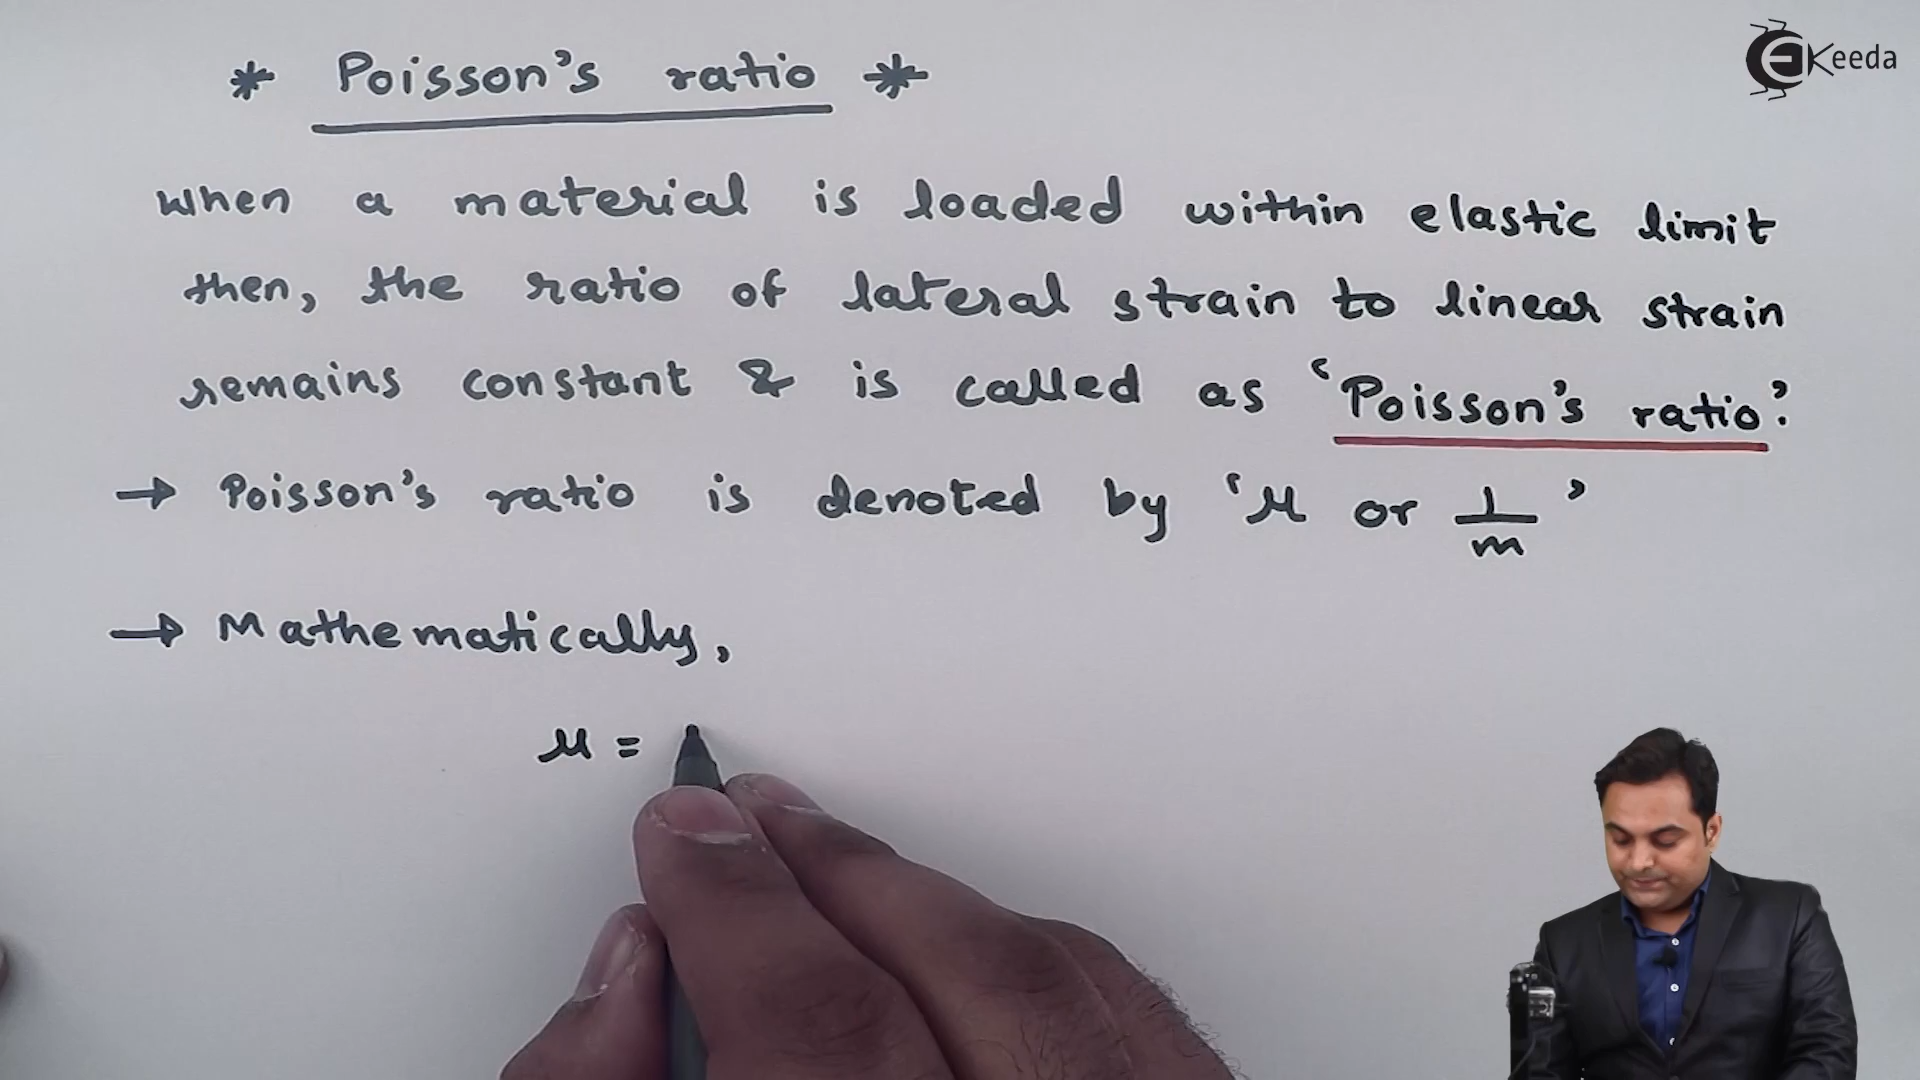 Keeda
* Poisson's ratio *
When a material is loaded within elastic limit
then, the ratio of lateral strain to linear strain
remains constant & is called as 'Poisson's ratio'.
→ Poisson's ratio is denoted by 'μ or 1/m'
→ Mathematically,
μ =